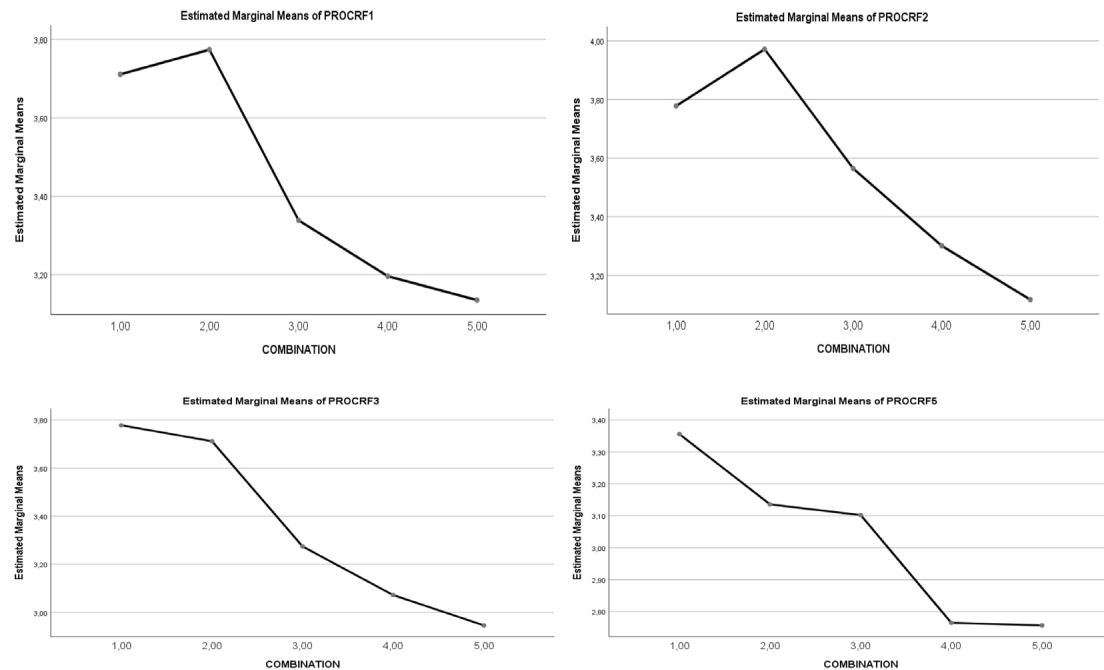 Estimated Marginal Means of PROCRF1
Estimated Marginal Means
3,80
3,60
3,40
3,20
1,00 2,00 3,00 4,00 5,00
COMBINATION
Estimated Marginal Means of PROCRF2
Estimated Marginal Means
4,00
3,80
3,60
3,40
3,20
1,00 2,00 3,00 4,00 5,00
COMBINATION
Estimated Marginal Means of PROCRF3
Estimated Marginal Means
3,80
3,60
3,40
3,20
3,00
1,00 2,00 3,00 4,00 5,00
COMBINATION
Estimated Marginal Means of PROCRF5
Estimated Marginal Means
3,40
3,30
3,20
3,10
3,00
2,90
2,80
1,00 2,00 3,00 4,00 5,00
COMBINATION